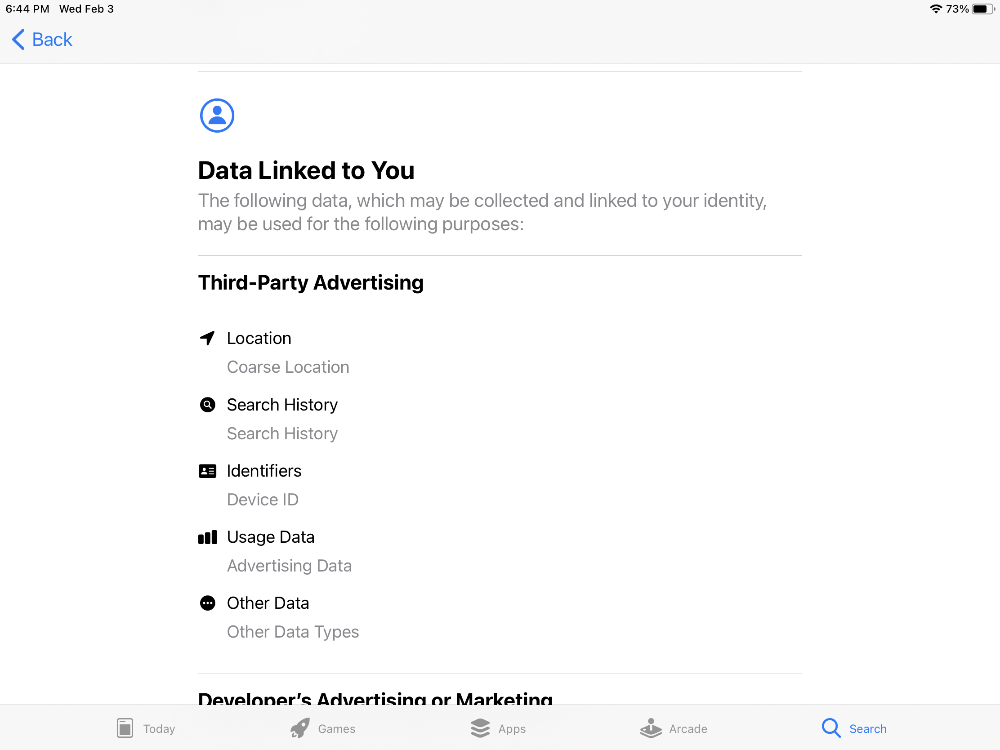 6:44 PM Wed Feb 3 73%
Back
Data Linked to You
The following data, which may be collected and linked to your identity,
may be used for the following purposes:
Third-Party Advertising
Location
Coarse Location
Search History
Search History
Identifiers
Device ID
Usage Data
Advertising Data
Other Data
Other Data Types
Developer’s Advertising or Marketing
Today Games Apps Arcade Search